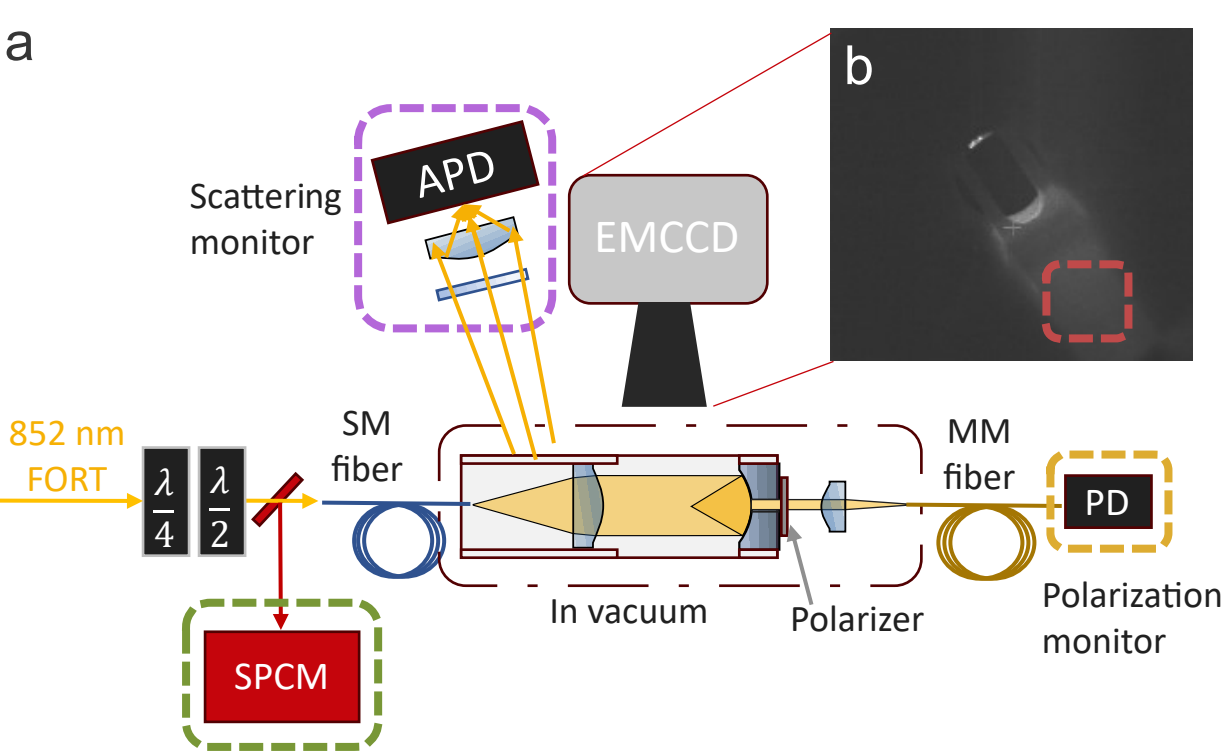 a
b
APD
Scattering
monitor
EMCCD
852 nm
FORT
λ
4
λ
2
SM
fiber
MM
fiber
PD
In vacuum
Polarizer
Polarization
monitor
SPCM